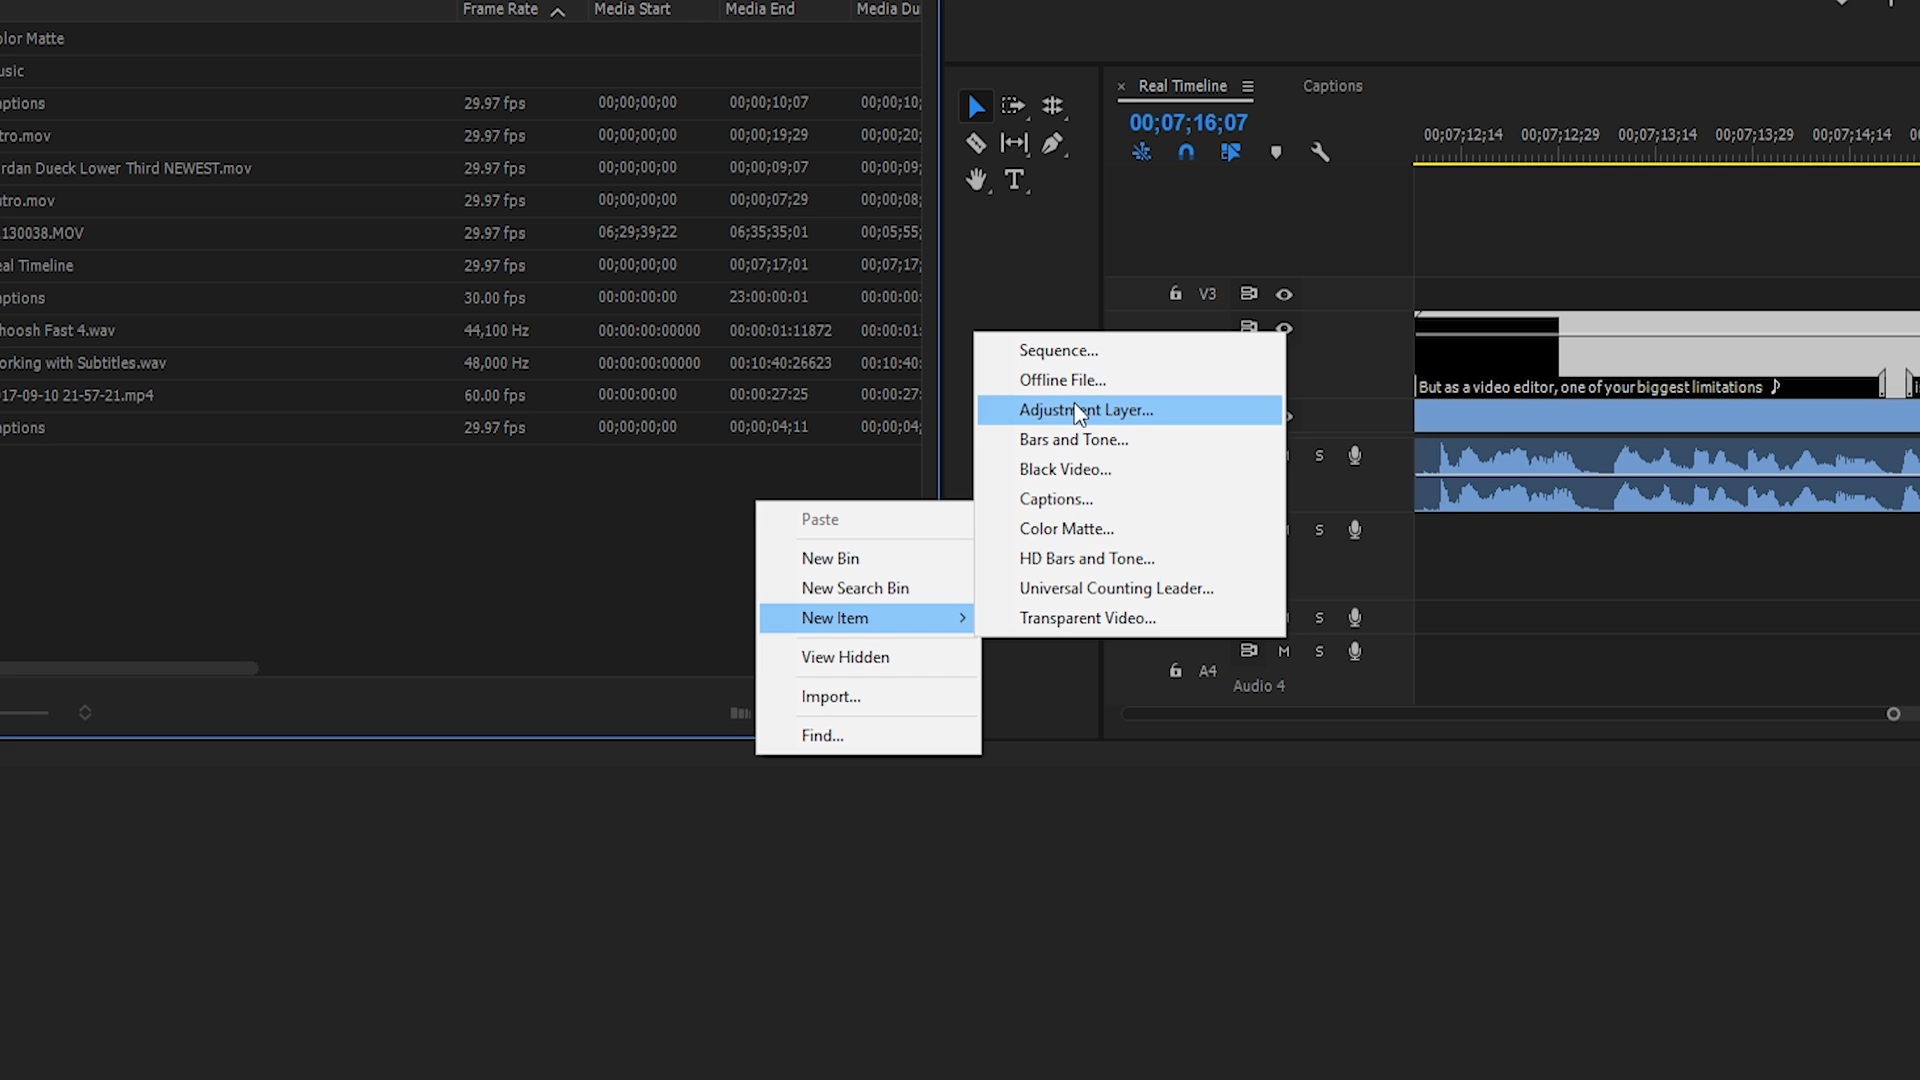 Frame Rate Media Start Media End Media Du
olor Matte
usic
aptions 29.97 fps 00;00;00;00 00;00;10;07 00;00;10;
tro.mov 29.97 fps 00;00;00;00 00;00;19;29 00;00;20;
rdan Dueck Lower Third NEWEST.mov 29.97 fps 00;00;00;00 00;00;09;07 00;00;09;
utro.mov 29.97 fps 00;00;00;00 00;00;07;29 00;00;08;
130038.MOV 29.97 fps 06;29;39;22 06;35;35;01 00;05;55;
eal Timeline 29.97 fps 00;00;00;00 00;07;17;01 00;07;17;
aptions 30.00 fps 00:00:00:00 23:00:00:01 00:00:00:
hoosh Fast 4.wav 44,100 Hz 00:00:00:00000 00:00:01:11872 00:00:01:
orking with Subtitles.wav 48,000 Hz 00:00:00:00000 00:10:40:26623 00:10:40:
17-09-10 21-57-21.mp4 60.00 fps 00:00:00:00 00:00:27:25 00:00:27:
aptions 29.97 fps 00;00;00;00 00;00;04;11 00;00;04;
Paste
New Bin
New Search Bin
New Item
View Hidden
Import...
Find...
Sequence...
Offline File...
Adjustment Layer...
Bars and Tone...
Black Video...
Captions...
Color Matte...
HD Bars and Tone...
Universal Counting Leader...
Transparent Video...
× Real Timeline Captions
00;07;16;07
00;07;12;14 00;07;12;29 00;07;13;14 00;07;13;29 00;07;14;14
V3
But as a video editor, one of your biggest limitations ♪
S
S
S
M S
A4
Audio 4